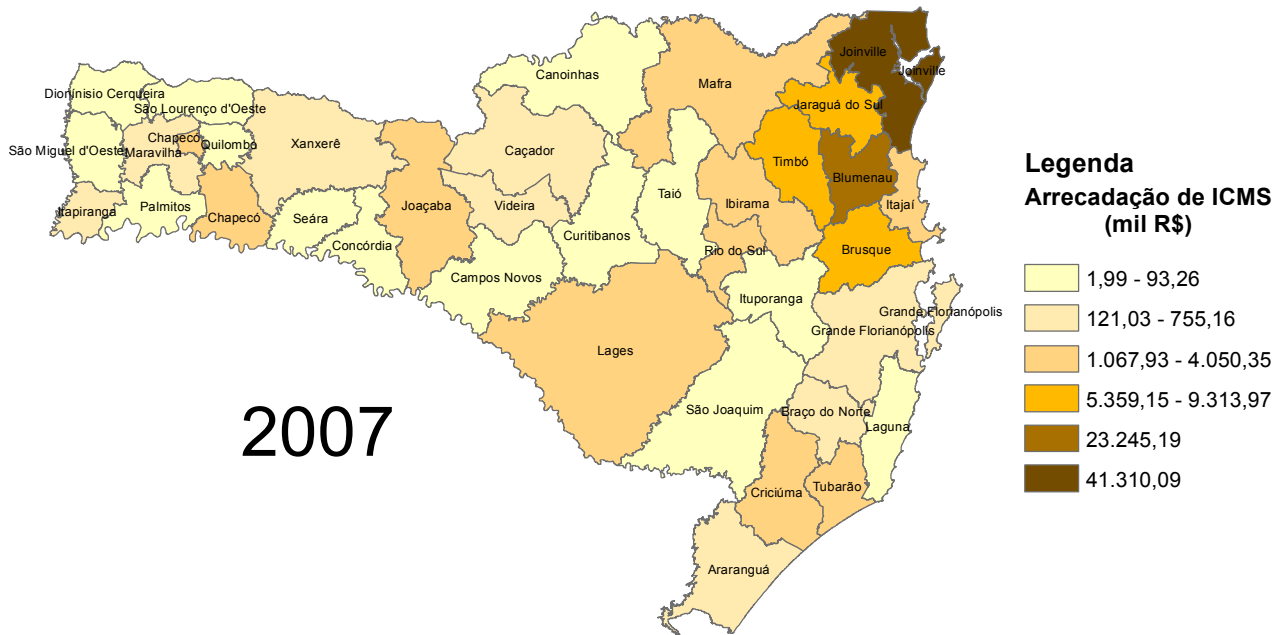 Joinville
Joinville
Canoinhas
Mafra
Dionínisio Cerqueira
São Lourenço d'Oeste
Jaraguá do Sul
Chapecó
Quilombo
Xanxerê
São Miguel d'Oeste
Maravilha
Caçador
Timbó
Blumenau
Taió
Ibirama
Itajaí
Itapiranga
Palmitos
Chapecó
Seára
Joaçaba
Videira
Curitibanos
Concórdia
Rio do Sul
Brusque
Campos Novos
Ituporanga
Grande Florianópolis
Grande Florianópolis
Lages
São Joaquim
Braço do Norte
Laguna
Criciúma
Tubarão
Araranguá
2007
Legenda
Arrecadação de ICMS
(mil R$)
1,99 - 93,26
121,03 - 755,16
1.067,93 - 4.050,35
5.359,15 - 9.313,97
23.245,19
41.310,09